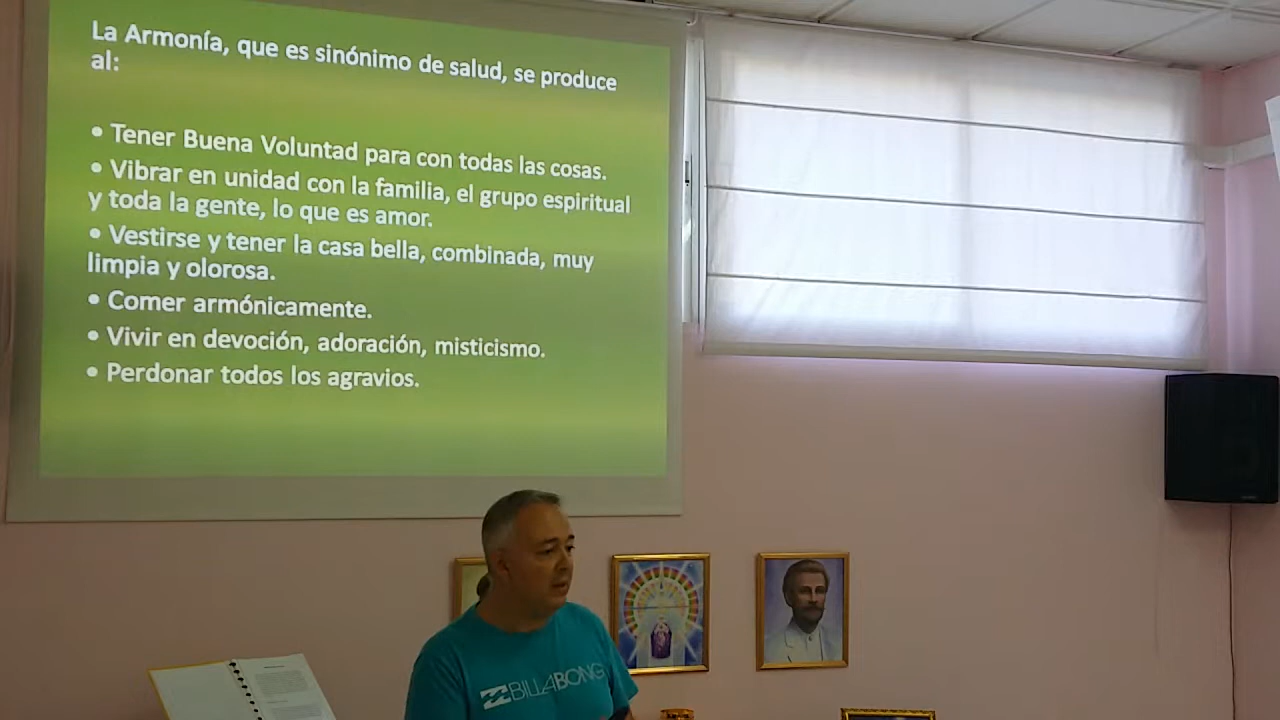 La Armonía, que es sinónimo de salud, se produce
al:
• Tener Buena Voluntad para con todas las cosas.
• Vibrar en unidad con la familia, el grupo espiritual
y toda la gente, lo que es amor.
• Vestirse y tener la casa bella, combinada, muy
limpia y olorosa.
• Comer armónicamente.
• Vivir en devoción, adoración, misticismo.
• Perdonar todos los agravios.
BILLABONG